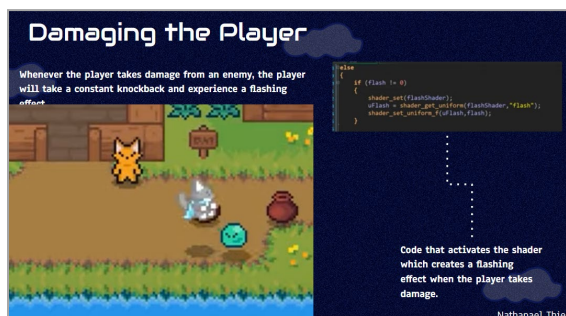 Damaging the Player
Whenever the player takes damage from an enemy, the player
will take a constant knockback and experience a flashing
effect
else
{
if (flash != 0)
{
shader_set(flashShader);
uFlash = shader_get_uniform(flashShader,"flash");
shader_set_uniform_f(uFlash,flash);
}
Code that activates the shader
which creates a flashing
effect when the player takes
damage.
Nathanael Thie